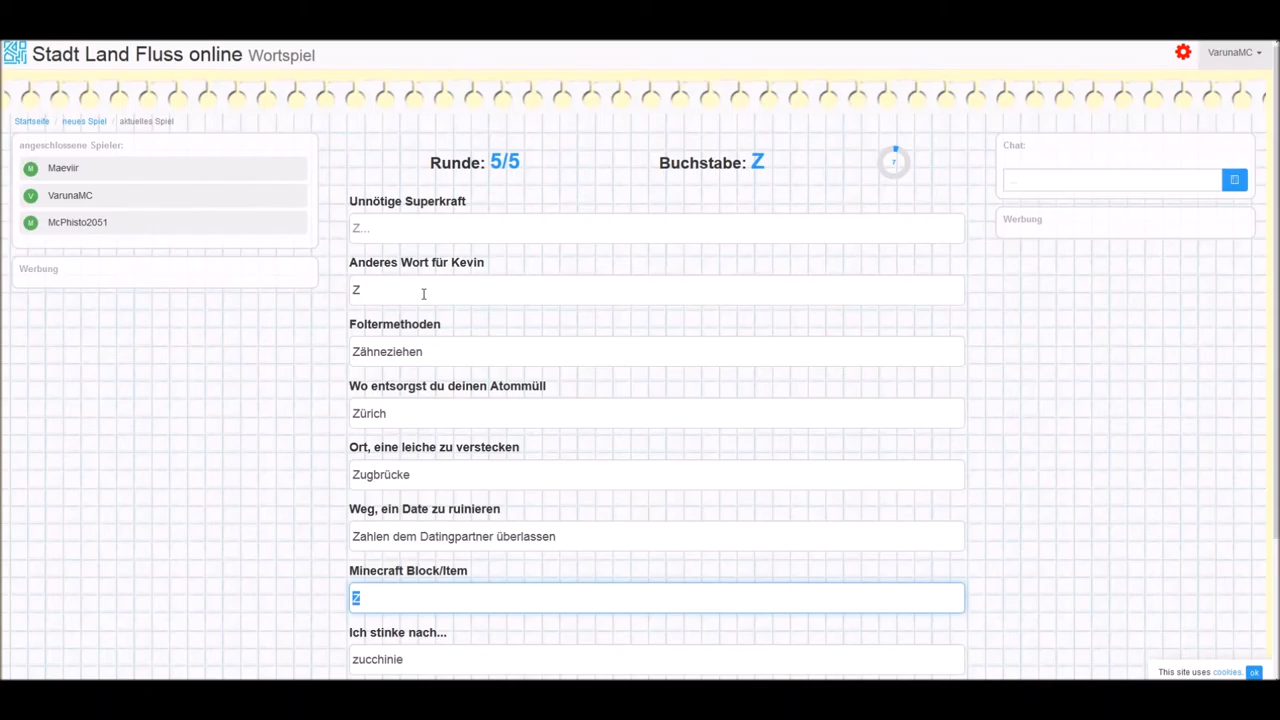 Stadt Land Fluss online Wortspiel
VarunaMC
Startseite / neues Spiel / aktuelles Spiel
angeschlossene Spieler:
M Maeviir
V VarunaMC
M McPhisto2051
Werbung
Runde: 5/5
Buchstabe: Z
7
Unnötige Superkraft
Z...
Anderes Wort für Kevin
Z
Foltermethoden
Zähneziehen
Wo entsorgst du deinen Atommüll
Zürich
Ort, eine leiche zu verstecken
Zugbrücke
Weg, ein Date zu ruinieren
Zahlen dem Datingpartner überlassen
Minecraft Block/Item
Z
Ich stinke nach...
zucchinie
Chat:
...
Werbung
This site uses cookies. ok